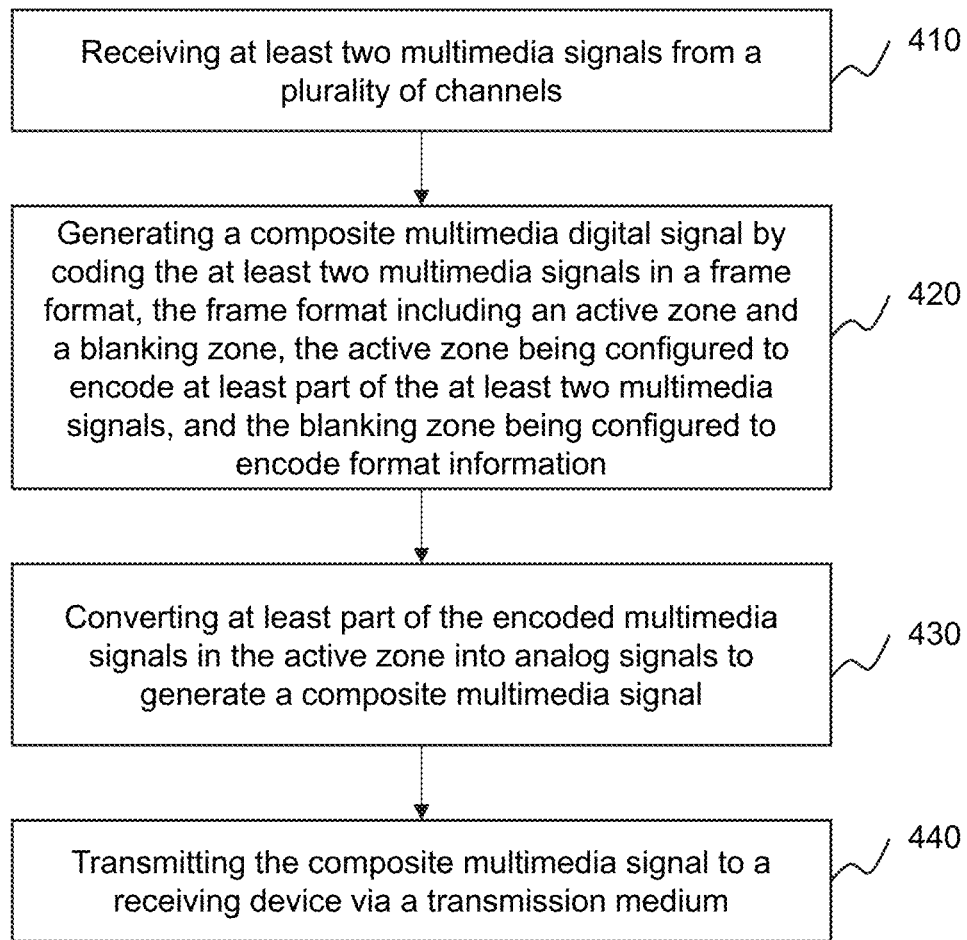 Receiving at least two multimedia signals from a
plurality of channels
410
Generating a composite multimedia digital signal by
coding the at least two multimedia signals in a frame
format, the frame format including an active zone and
a blanking zone, the active zone being configured to
encode at least part of the at least two multimedia
signals, and the blanking zone being configured to
encode format information
420
Converting at least part of the encoded multimedia
signals in the active zone into analog signals to
generate a composite multimedia signal
430
Transmitting the composite multimedia signal to a
receiving device via a transmission medium
440